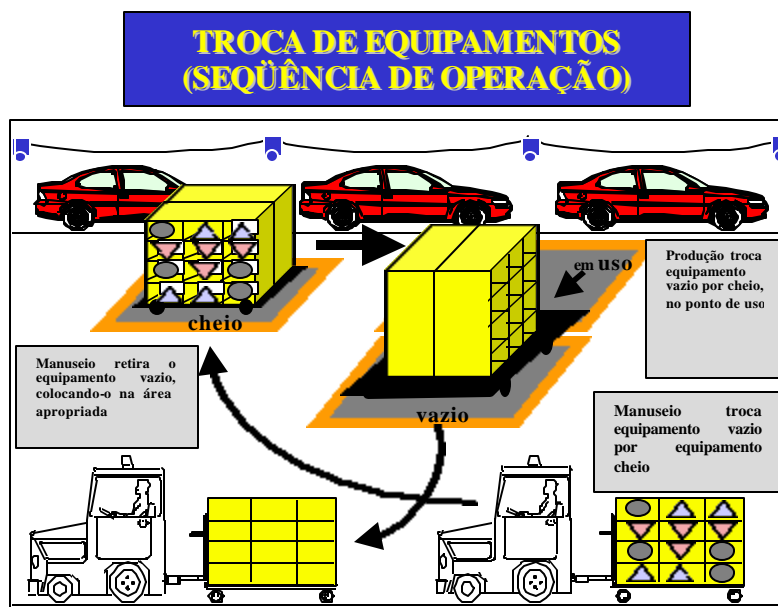 TROCA DE EQUIPAMENTOS
(SEQÜÊNCIA DE OPERAÇÃO)
em uso
Produção troca
equipamento
vazio por cheio,
no ponto de uso
cheio
Manuseio retira o
equipamento vazio,
colocando-o na área
apropriada
vazio
Manuseio troca
equipamento vazio
por equipamento
cheio